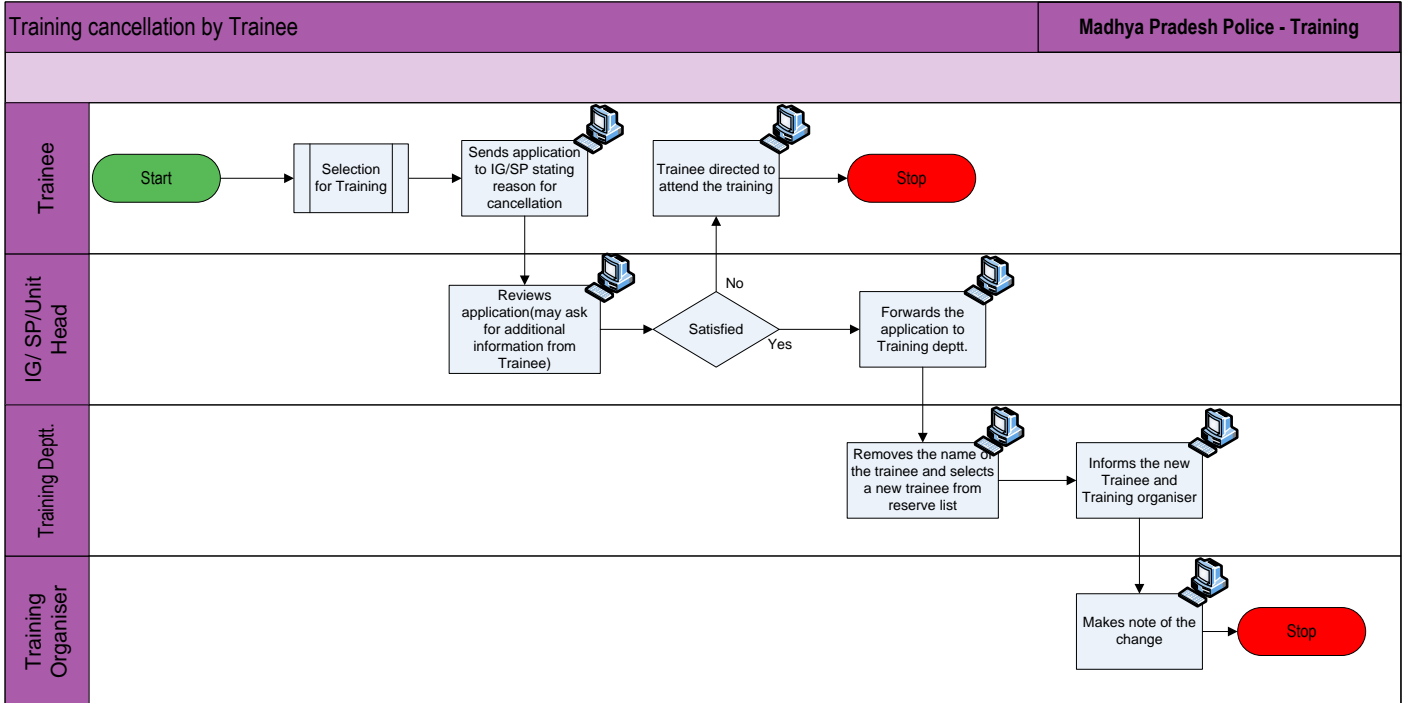 Training cancellation by Trainee
Madhya Pradesh Police - Training
Trainee
Start
Selection
for Training
Sends application
to IG/SP stating
reason for
cancellation
Trainee directed to
attend the training
Stop
IG/ SP/Unit
Head
Reviews
application(may ask
for additional
information from
Trainee)
Satisfied
No
Yes
Forwards the
application to
Training deptt.
Training Deptt.
Removes the name of
the trainee and selects
a new trainee from
reserve list
Informs the new
Trainee and
Training organiser
Training
Organiser
Makes note of the
change
Stop